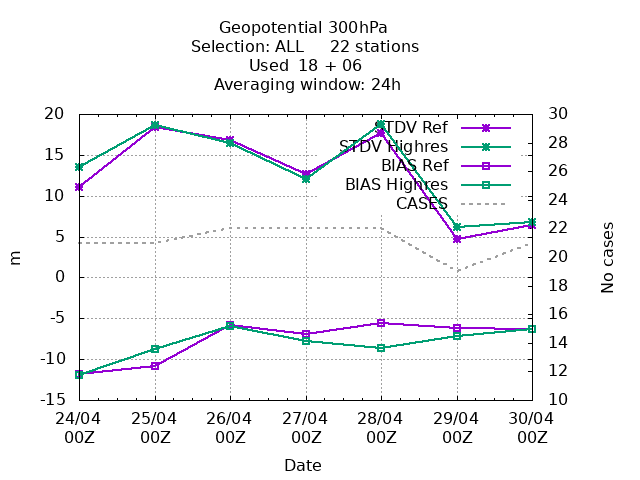 Geopotential 300hPa
Selection: ALL     22 stations
Used  18 + 06
Averaging window: 24h
20
15
10
5
0
-5
-10
-15
m
30
28
26
24
22
20
18
16
14
12
10
No cases
STDV Ref
STDV Highres
BIAS Ref
BIAS Highres
CASES
24/04 25/04 26/04 27/04 28/04 29/04 30/04
00Z 00Z 00Z 00Z 00Z 00Z 00Z
Date